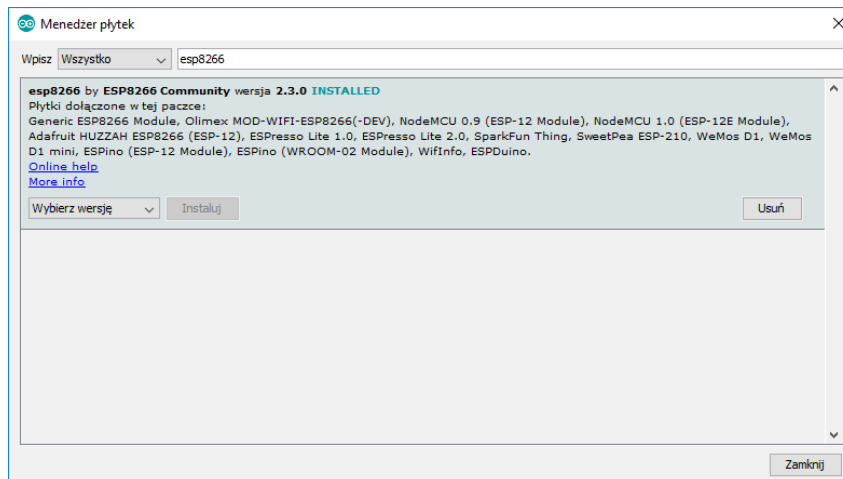 Menedżer płytek
Wpisz Wszystko esp8266
esp8266 by ESP8266 Community wersja 2.3.0 INSTALLED
Płytki dołączone w tej paczce:
Generic ESP8266 Module, Olimex MOD-WIFI-ESP8266(-DEV), NodeMCU 0.9 (ESP-12 Module), NodeMCU 1.0 (ESP-12E Module),
Adafruit HUZZAH ESP8266 (ESP-12), ESPresso Lite 1.0, ESPresso Lite 2.0, SparkFun Thing, SweetPea ESP-210, WeMos D1, WeMos
D1 mini, ESPino (ESP-12 Module), ESPino (WROOM-02 Module), WifInfo, ESPDuino.
Online help
More info
Wybierz wersję Instaluj Usuń
Zamknij